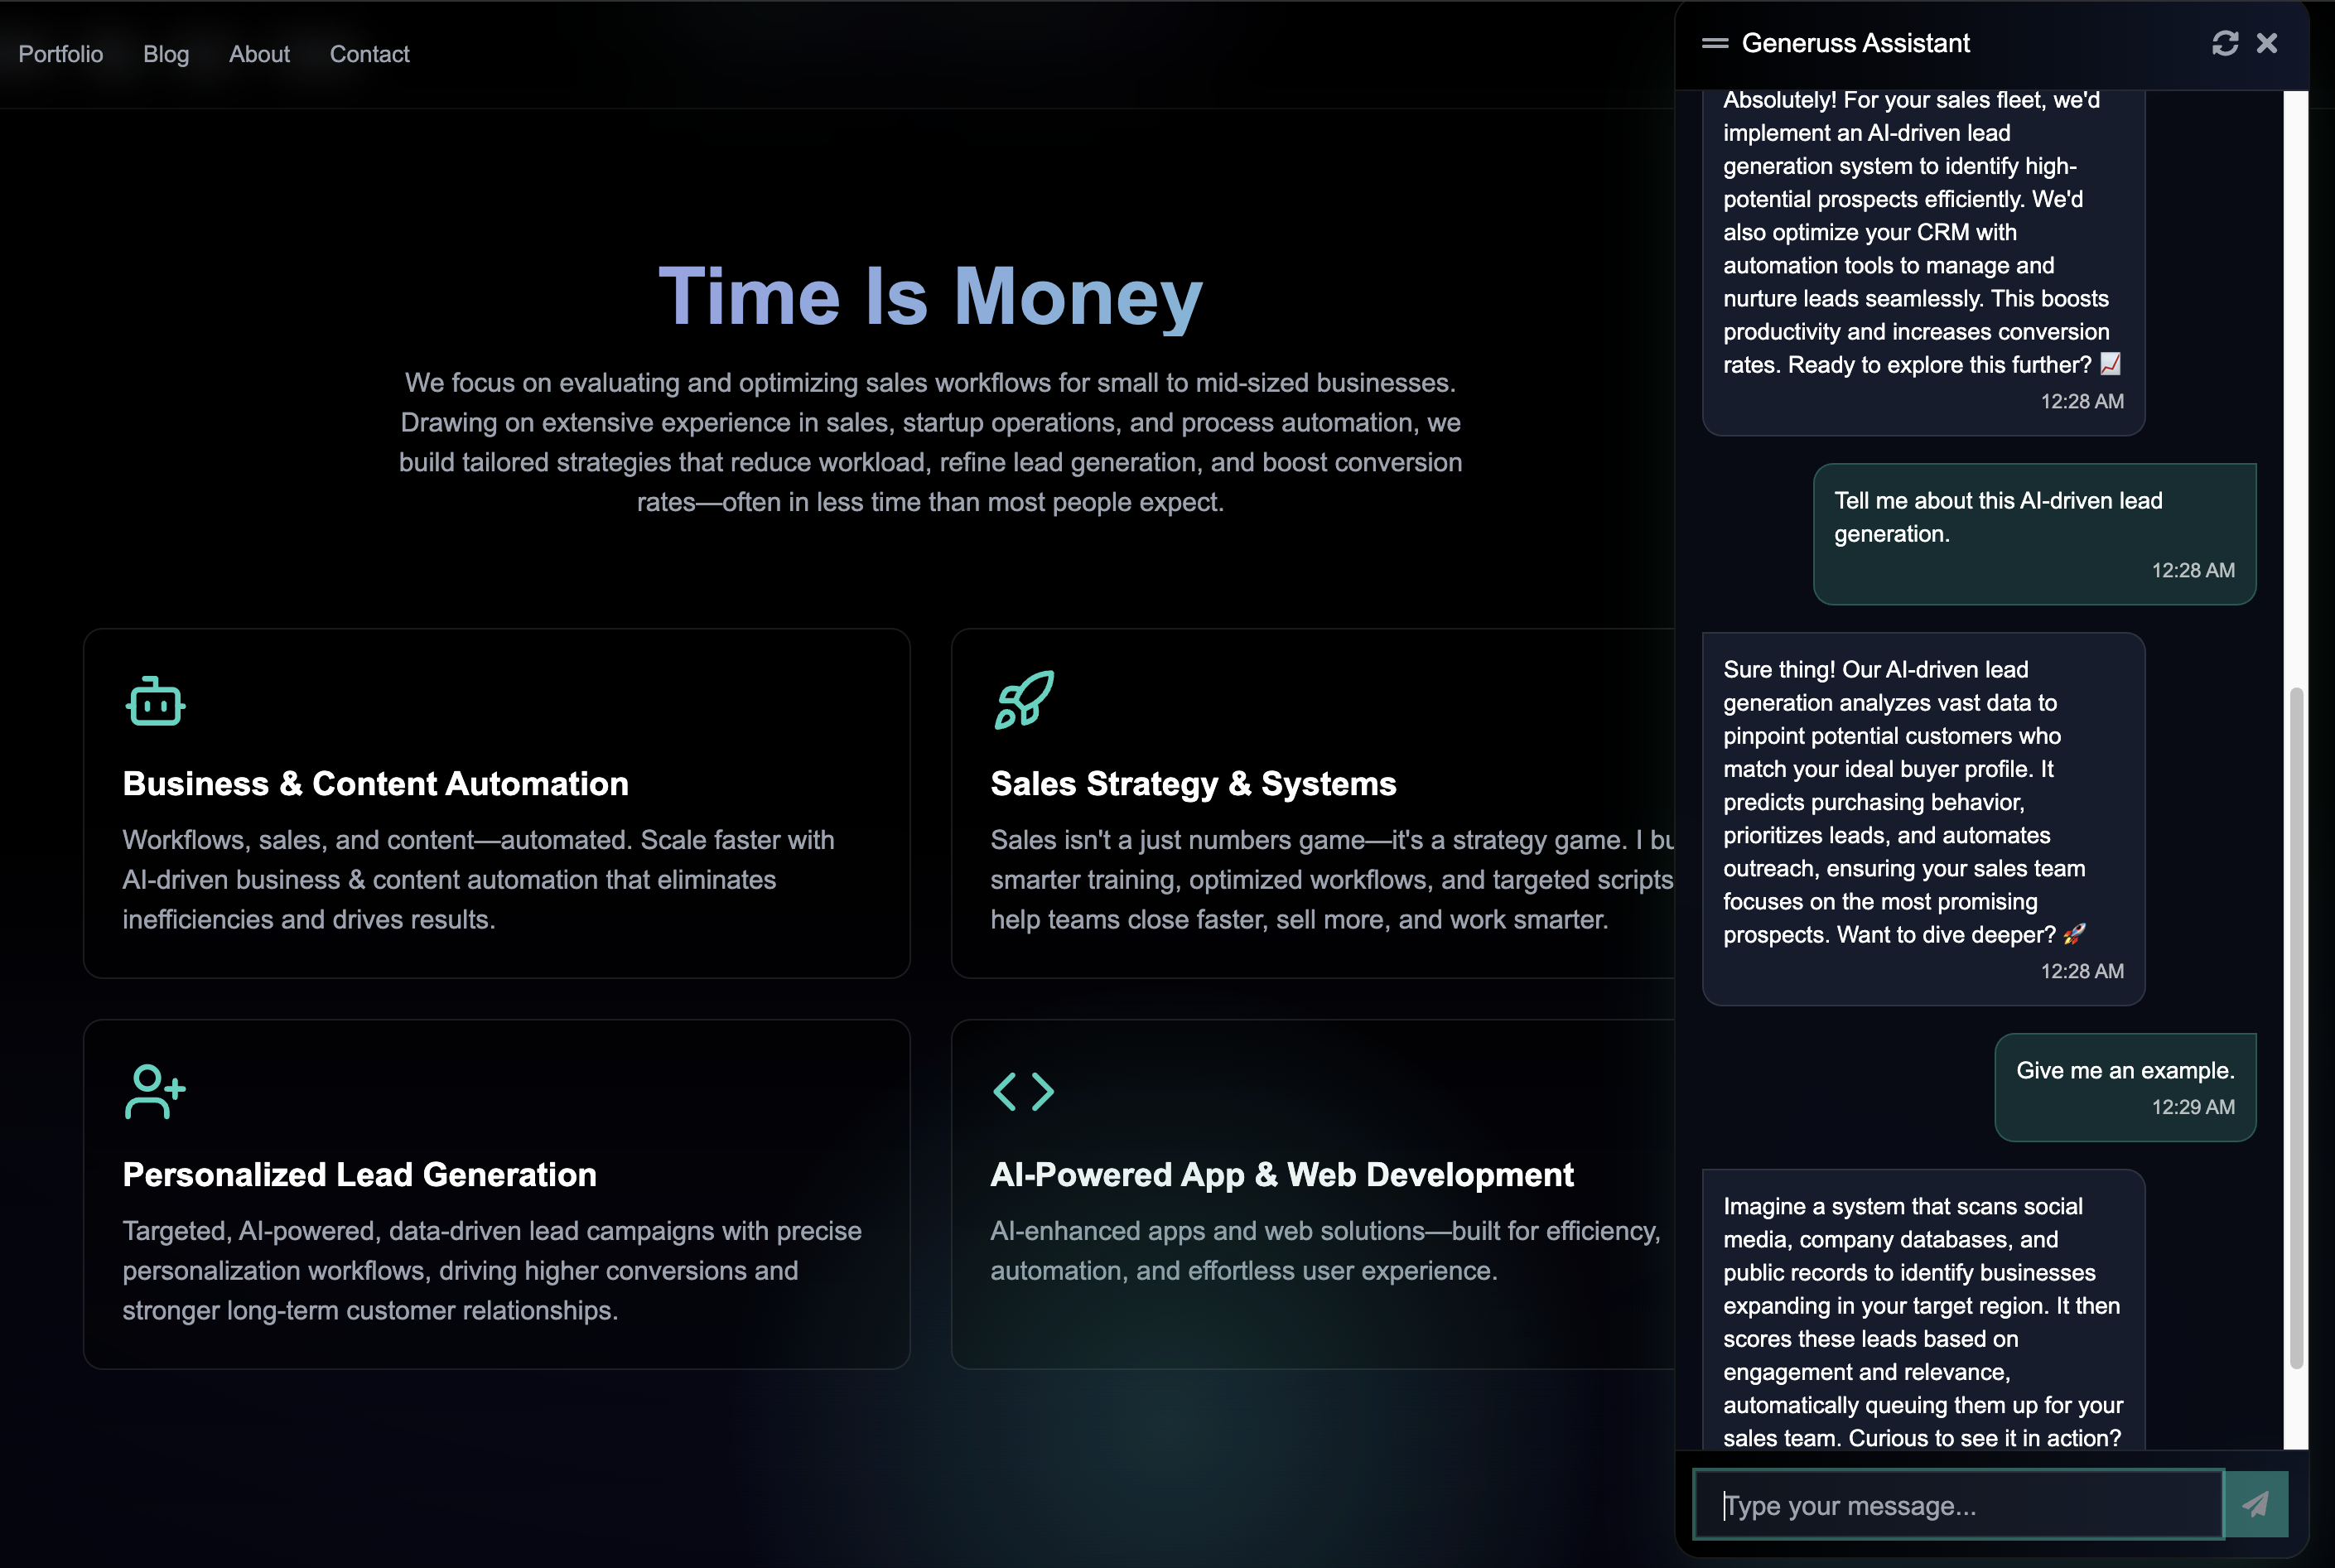 Portfolio Blog About Contact
Time Is Money
We focus on evaluating and optimizing sales workflows for small to mid-sized businesses.
Drawing on extensive experience in sales, startup operations, and process automation, we
build tailored strategies that reduce workload, refine lead generation, and boost conversion
rates—often in less time than most people expect.
Business & Content Automation
Workflows, sales, and content—automated. Scale faster with
AI-driven business & content automation that eliminates
inefficiencies and drives results.
Sales Strategy & Systems
Sales isn't a just numbers game—it's a strategy game. I bu
smarter training, optimized workflows, and targeted scripts
help teams close faster, sell more, and work smarter.
Personalized Lead Generation
Targeted, AI-powered, data-driven lead campaigns with precise
personalization workflows, driving higher conversions and
stronger long-term customer relationships.
AI-Powered App & Web Development
AI-enhanced apps and web solutions—built for efficiency,
automation, and effortless user experience.
Generuss Assistant
Absolutely! For your sales fleet, we'd
implement an AI-driven lead
generation system to identify high-
potential prospects efficiently. We'd
also optimize your CRM with
automation tools to manage and
nurture leads seamlessly. This boosts
productivity and increases conversion
rates. Ready to explore this further? 📈
12:28 AM
Tell me about this AI-driven lead
generation.
12:28 AM
Sure thing! Our AI-driven lead
generation analyzes vast data to
pinpoint potential customers who
match your ideal buyer profile. It
predicts purchasing behavior,
prioritizes leads, and automates
outreach, ensuring your sales team
focuses on the most promising
prospects. Want to dive deeper? 🚀
12:28 AM
Give me an example.
12:29 AM
Imagine a system that scans social
media, company databases, and
public records to identify businesses
expanding in your target region. It then
scores these leads based on
engagement and relevance,
automatically queuing them up for your
sales team. Curious to see it in action?
Type your message...